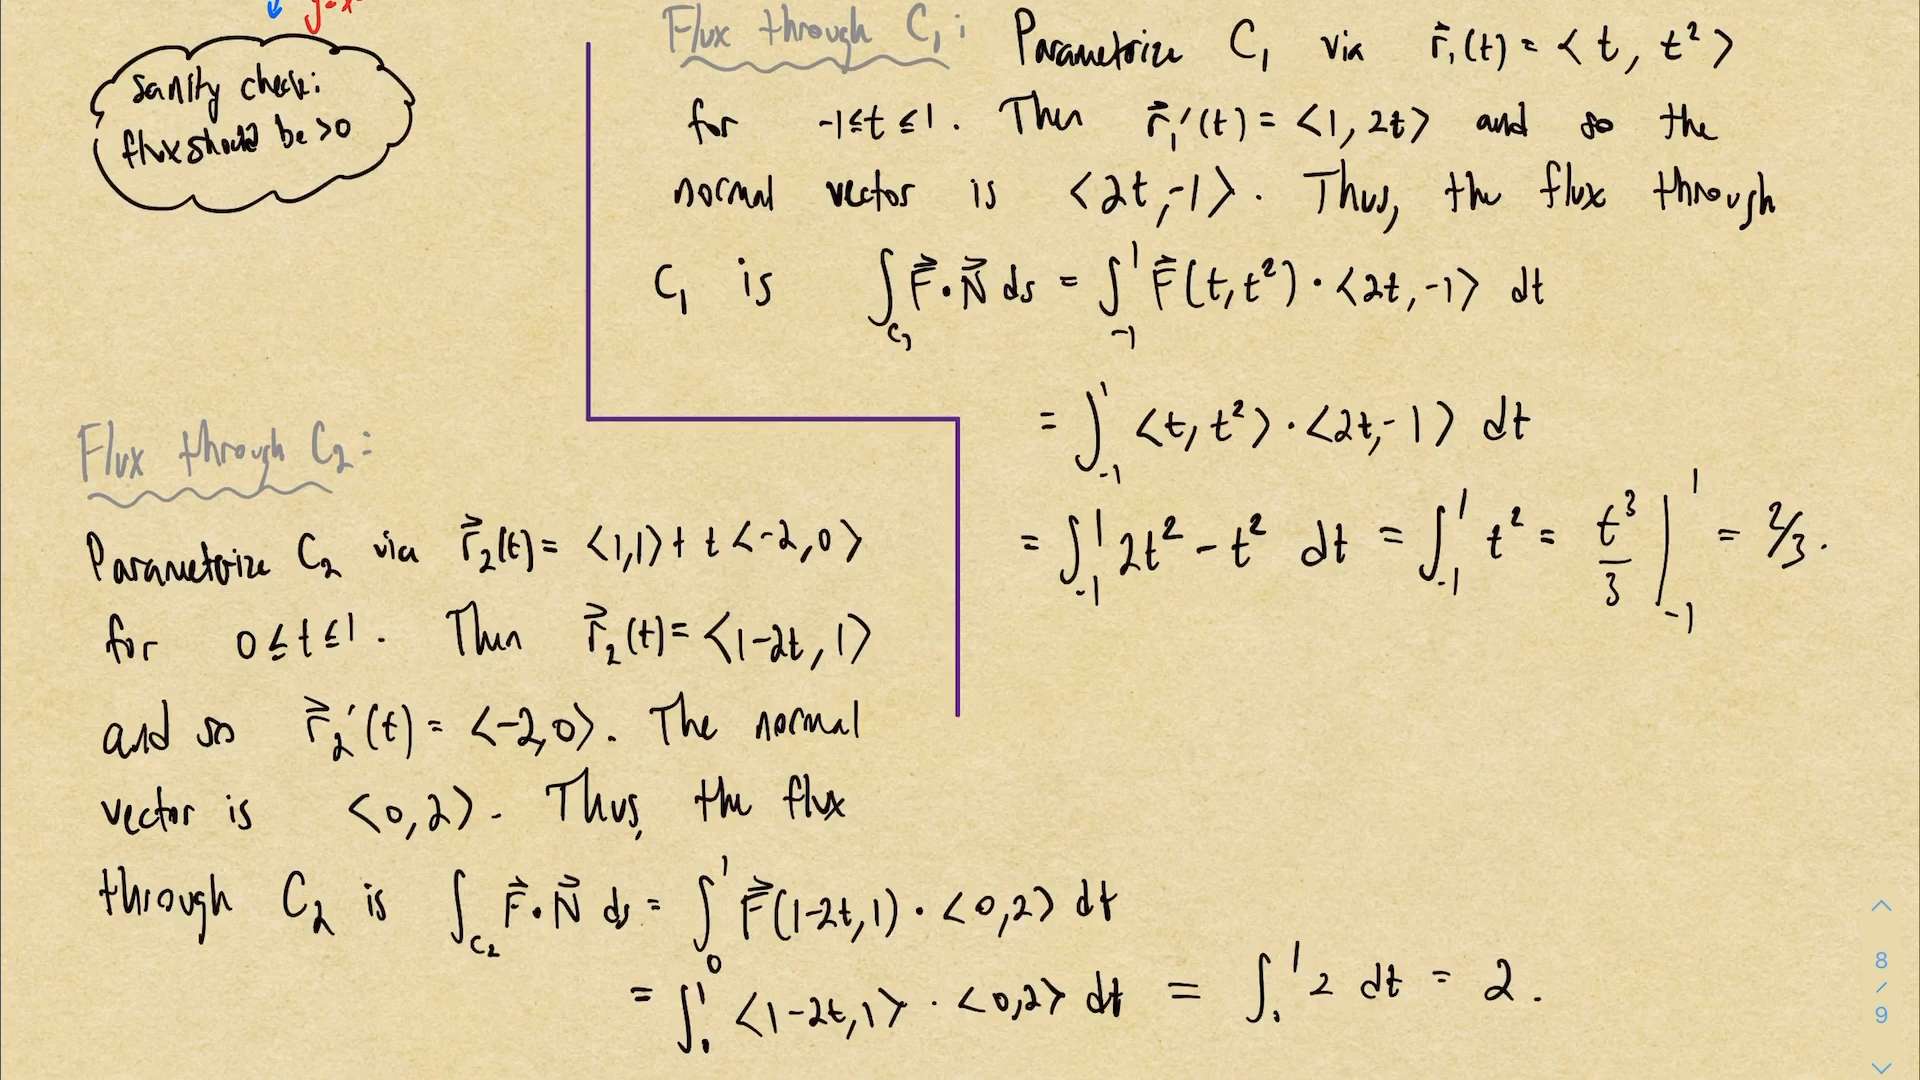 y=x²
Sanity check:
flux should be >0
Flux through C₁:
Parametrize C₁ via r⃗₁(t) = <t, t²>
for -1≤t≤1. Then r⃗₁'(t) = <1, 2t> and so the
normal vector is <2t,-1>. Thus, the flux through
C₁ is ∫_C₁ F⃗·N⃗ ds = ∫_{-1}^{1} F⃗(t,t²)·<2t,-1> dt
= ∫_{-1}^{1} <t,t²>·<2t,-1> dt
= ∫_{-1}^{1} 2t²-t² dt = ∫_{-1}^{1} t² = t³/3 |_{-1}^{1} = 2/3.
Flux through C₂:
Parametrize C₂ via r⃗₂(t) = <1,1> + t<-2,0>
for 0≤t≤1. Then r⃗₂(t) = <1-2t, 1>
and so r⃗₂'(t) = <-2,0>. The normal
vector is <0,2>. Thus, the flux
through C₂ is ∫_C₂ F⃗·N⃗ ds = ∫_0^1 F⃗(1-2t,1)·<0,2> dt
= ∫_0^1 <1-2t,1>·<0,2> dt = ∫_0^1 2 dt = 2.
8
/
9